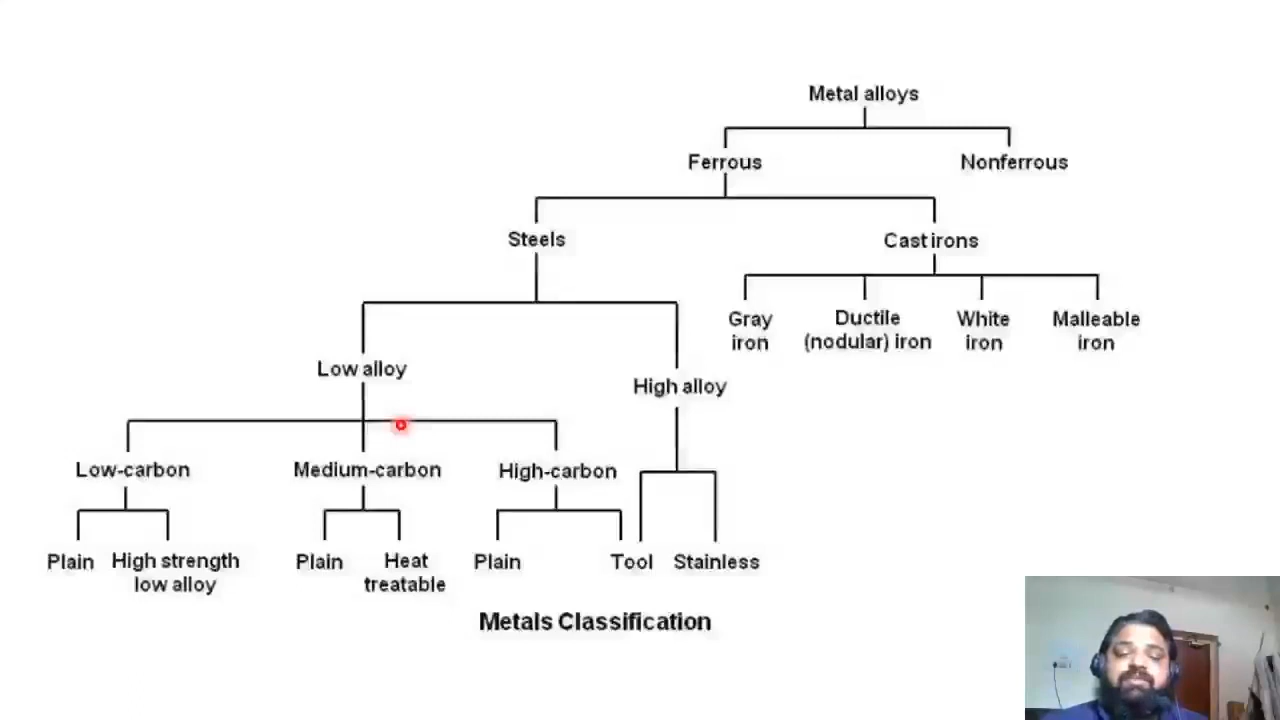 Metal alloys
Ferrous
Nonferrous
Steels
Cast irons
Gray
iron
Ductile
(nodular) iron
White
iron
Malleable
iron
Low alloy
High alloy
Low-carbon
Medium-carbon
High-carbon
Plain
High strength
low alloy
Plain
Heat
treatable
Plain
Tool
Stainless
Metals Classification